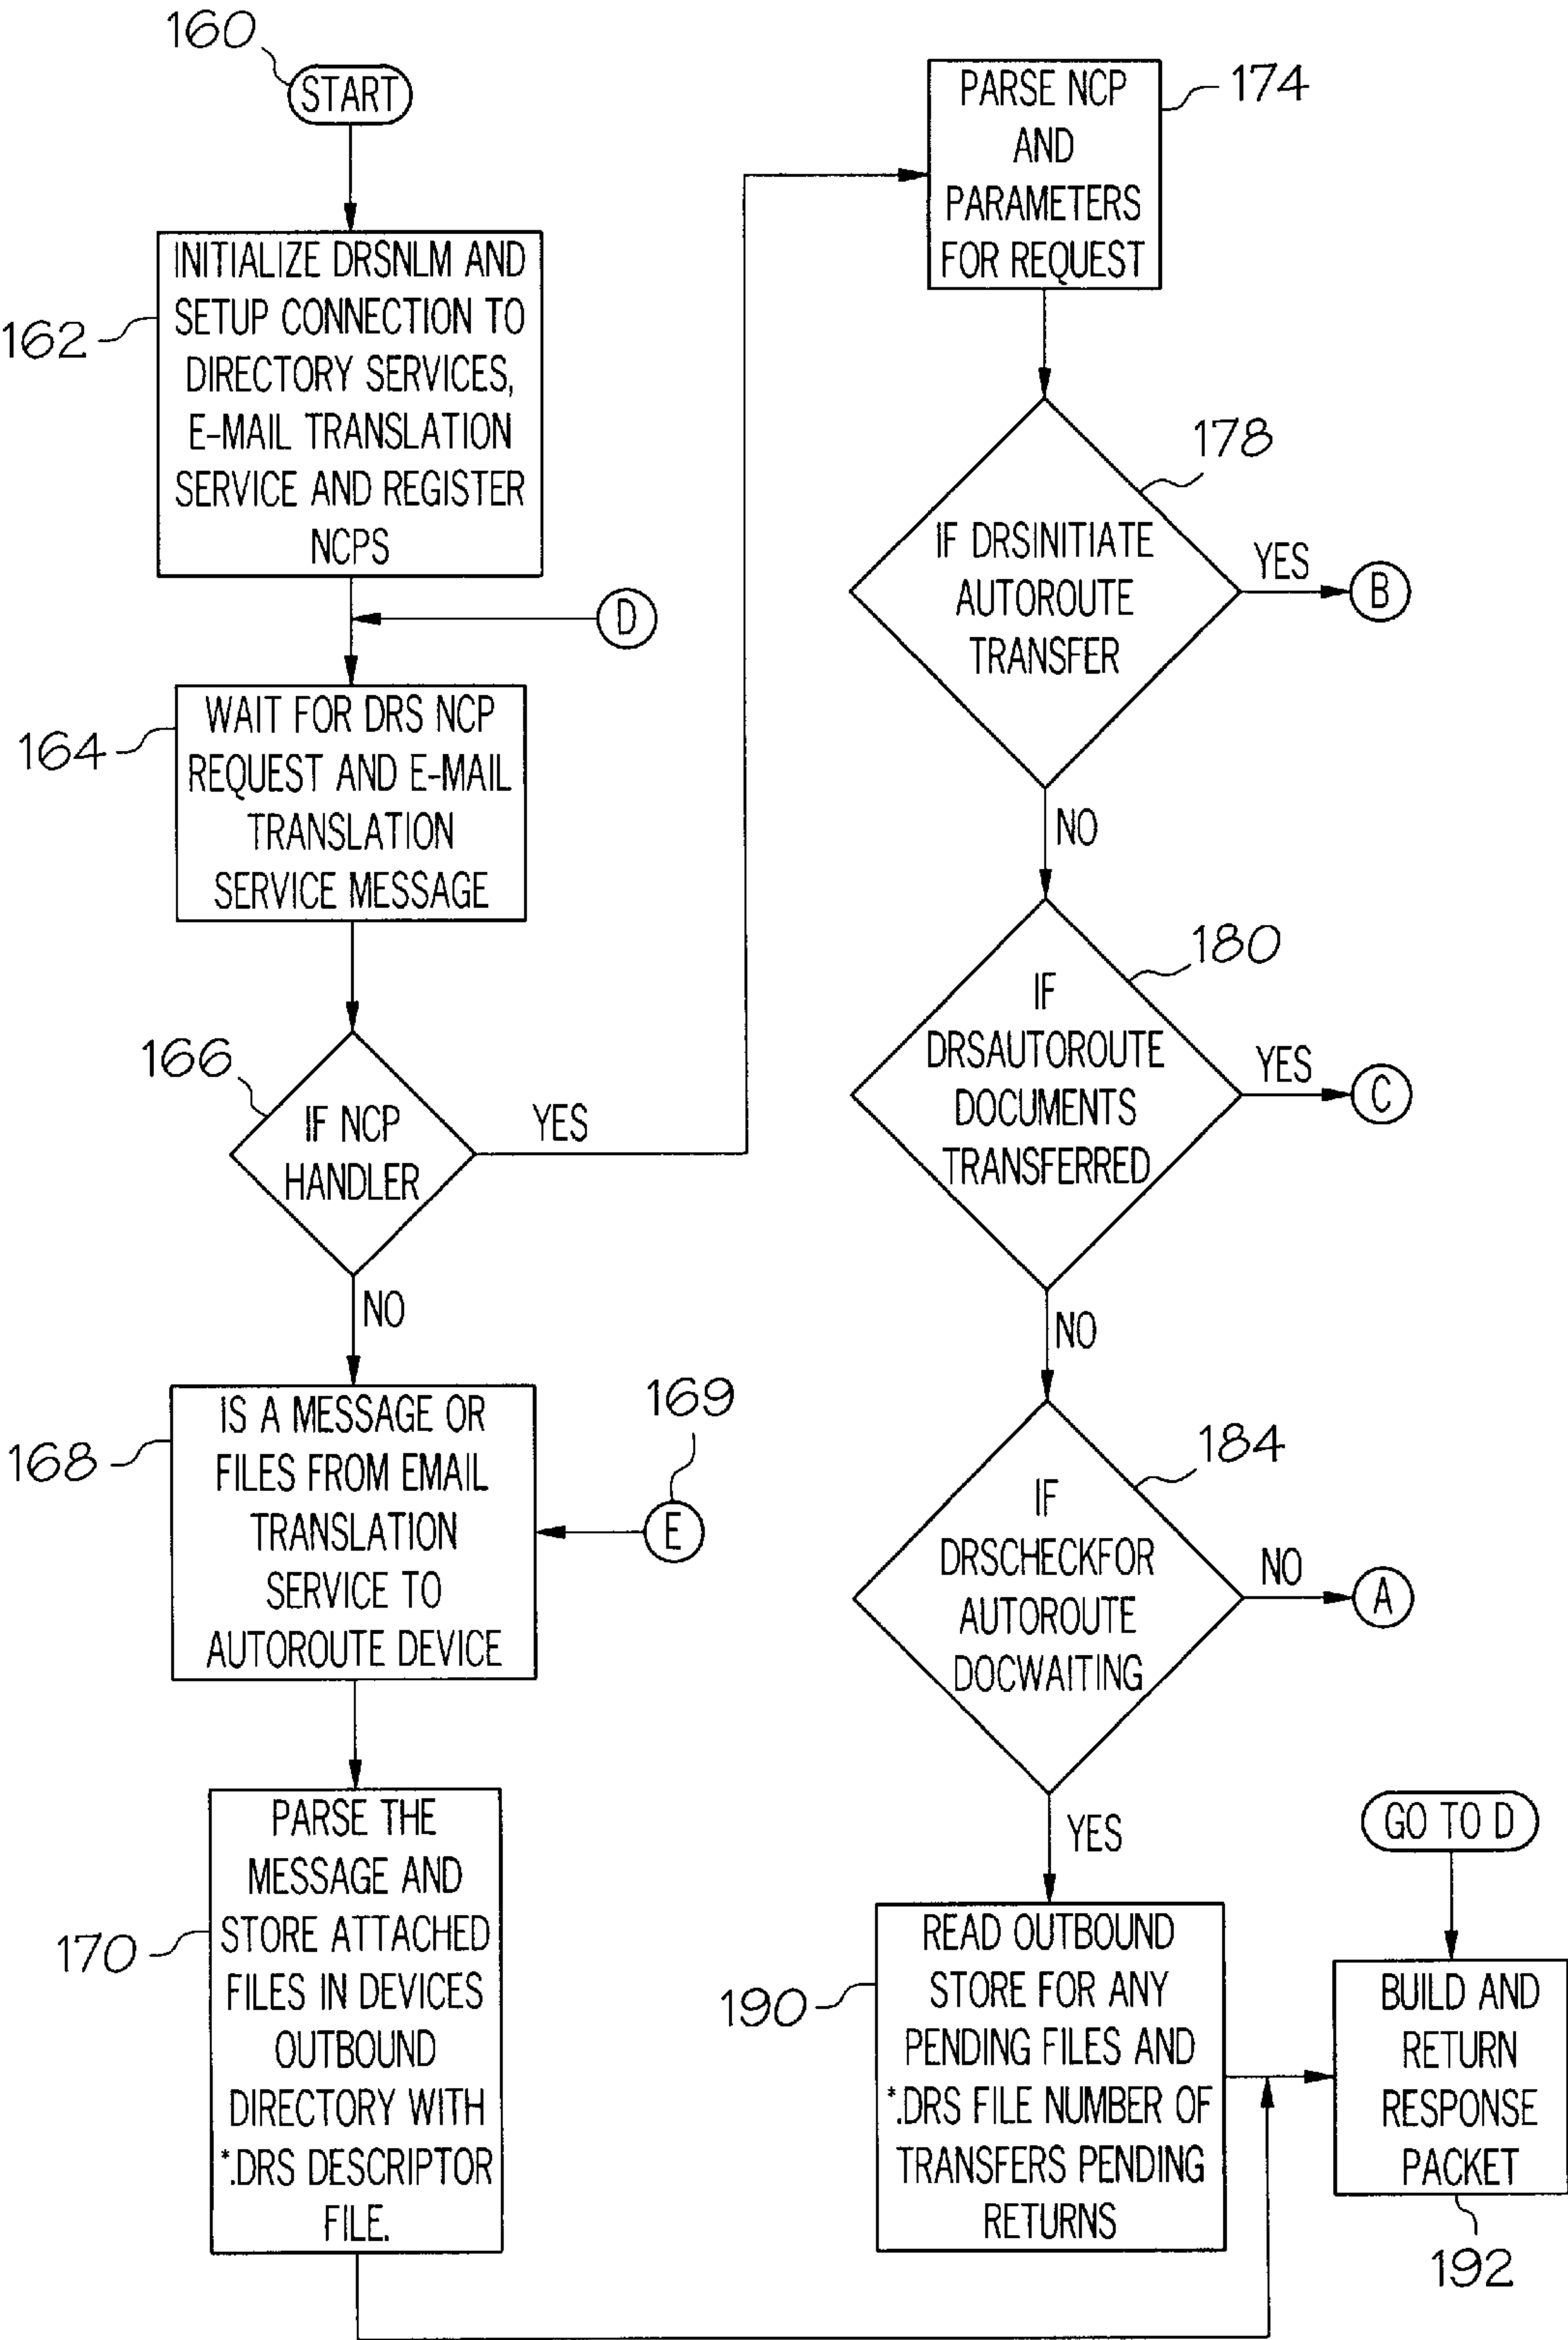 160
START
162
INITIALIZE DRSNLM AND
SETUP CONNECTION TO
DIRECTORY SERVICES,
E-MAIL TRANSLATION
SERVICE AND REGISTER
NCPS
D
164
WAIT FOR DRS NCP
REQUEST AND E-MAIL
TRANSLATION
SERVICE MESSAGE
166
IF NCP
HANDLER
YES
NO
168
IS A MESSAGE OR
FILES FROM EMAIL
TRANSLATION
SERVICE TO
AUTOROUTE DEVICE
169
E
170
PARSE THE
MESSAGE AND
STORE ATTACHED
FILES IN DEVICES
OUTBOUND
DIRECTORY WITH
*.DRS DESCRIPTOR
FILE.
174
PARSE NCP
AND
PARAMETERS
FOR REQUEST
178
IF DRSINITIATE
AUTOROUTE
TRANSFER
YES
B
NO
180
IF
DRSAUTOROUTE
DOCUMENTS
TRANSFERRED
YES
C
NO
184
IF
DRSCHECKFOR
AUTOROUTE
DOCWAITING
NO
A
YES
190
READ OUTBOUND
STORE FOR ANY
PENDING FILES AND
*.DRS FILE NUMBER OF
TRANSFERS PENDING
RETURNS
GO TO D
BUILD AND
RETURN
RESPONSE
PACKET
192